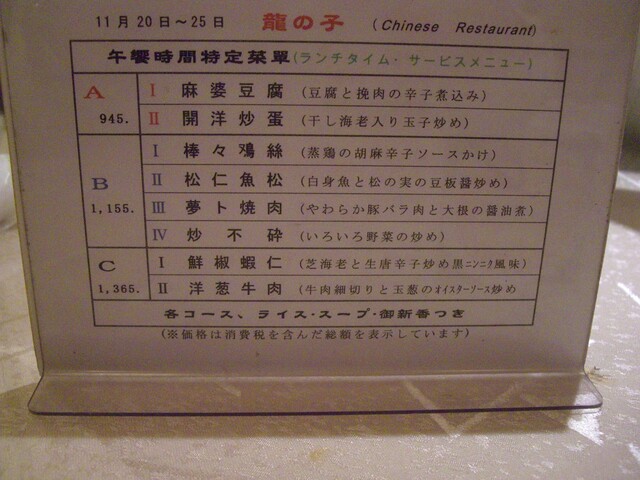 11月20日～25日 龍の子 (Chinese Restaurant)
午饗時間特定菜單(ランチタイム・サービスメニュー)
A 945.
I 麻婆豆腐 (豆腐と挽肉の辛子煮込み)
II 開洋炒蛋 (干し海老入り玉子炒め)
B 1,155.
I 棒々鶏絲 (蒸鶏の胡麻辛子ソースかけ)
II 松仁魚松 (白身魚と松の実の豆板醤炒め)
III 夢ト焼肉 (やわらか豚バラ肉と大根の醤油煮)
IV 炒不砕 (いろいろ野菜の炒め)
C 1,365.
I 鮮椒蝦仁 (芝海老と生唐辛子炒め黒ﾆﾝﾆｸ風味)
II 洋葱牛肉 (牛肉細切りと玉葱のｵｲｽﾀｰソース炒め
各コース、ライス・スープ・御新香つき
(※価格は消費税を含んだ総額を表示しています)